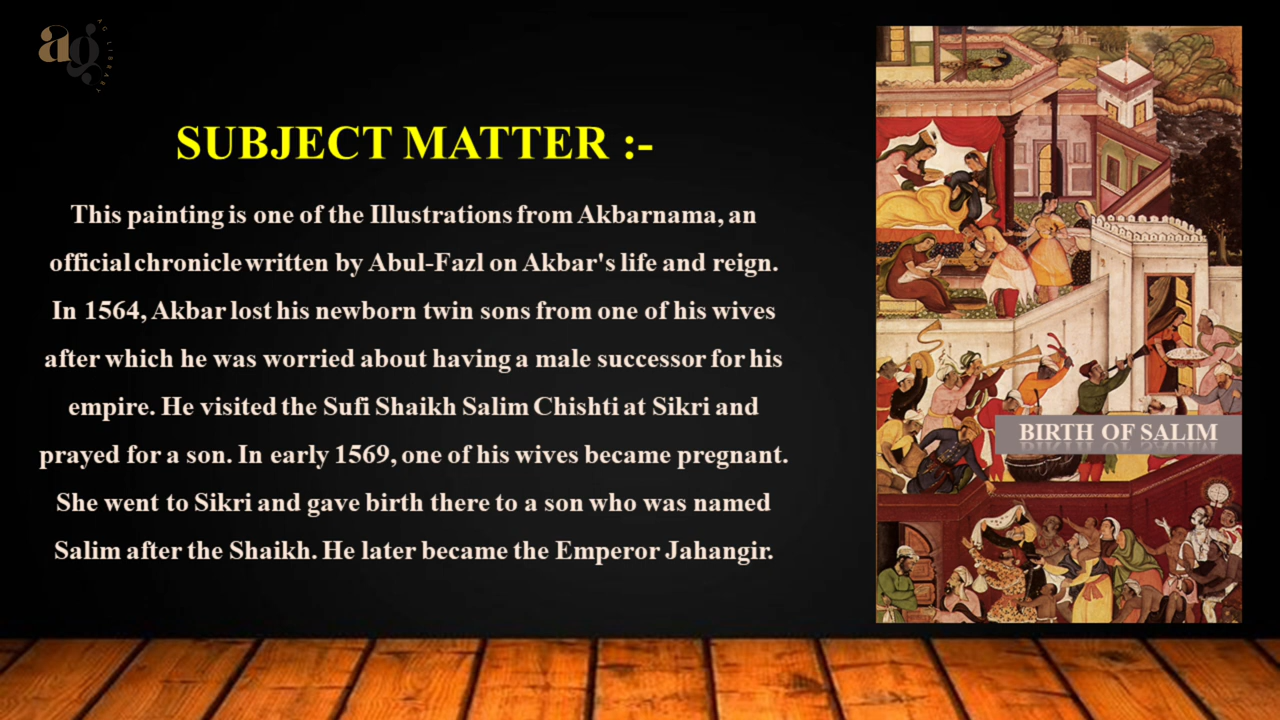 ag
AG LIBRARY
SUBJECT MATTER :-
This painting is one of the Illustrations from Akbarnama, an
official chronicle written by Abul-Fazl on Akbar's life and reign.
In 1564, Akbar lost his newborn twin sons from one of his wives
after which he was worried about having a male successor for his
empire. He visited the Sufi Shaikh Salim Chishti at Sikri and
prayed for a son. In early 1569, one of his wives became pregnant.
She went to Sikri and gave birth there to a son who was named
Salim after the Shaikh. He later became the Emperor Jahangir.
BIRTH OF SALIM